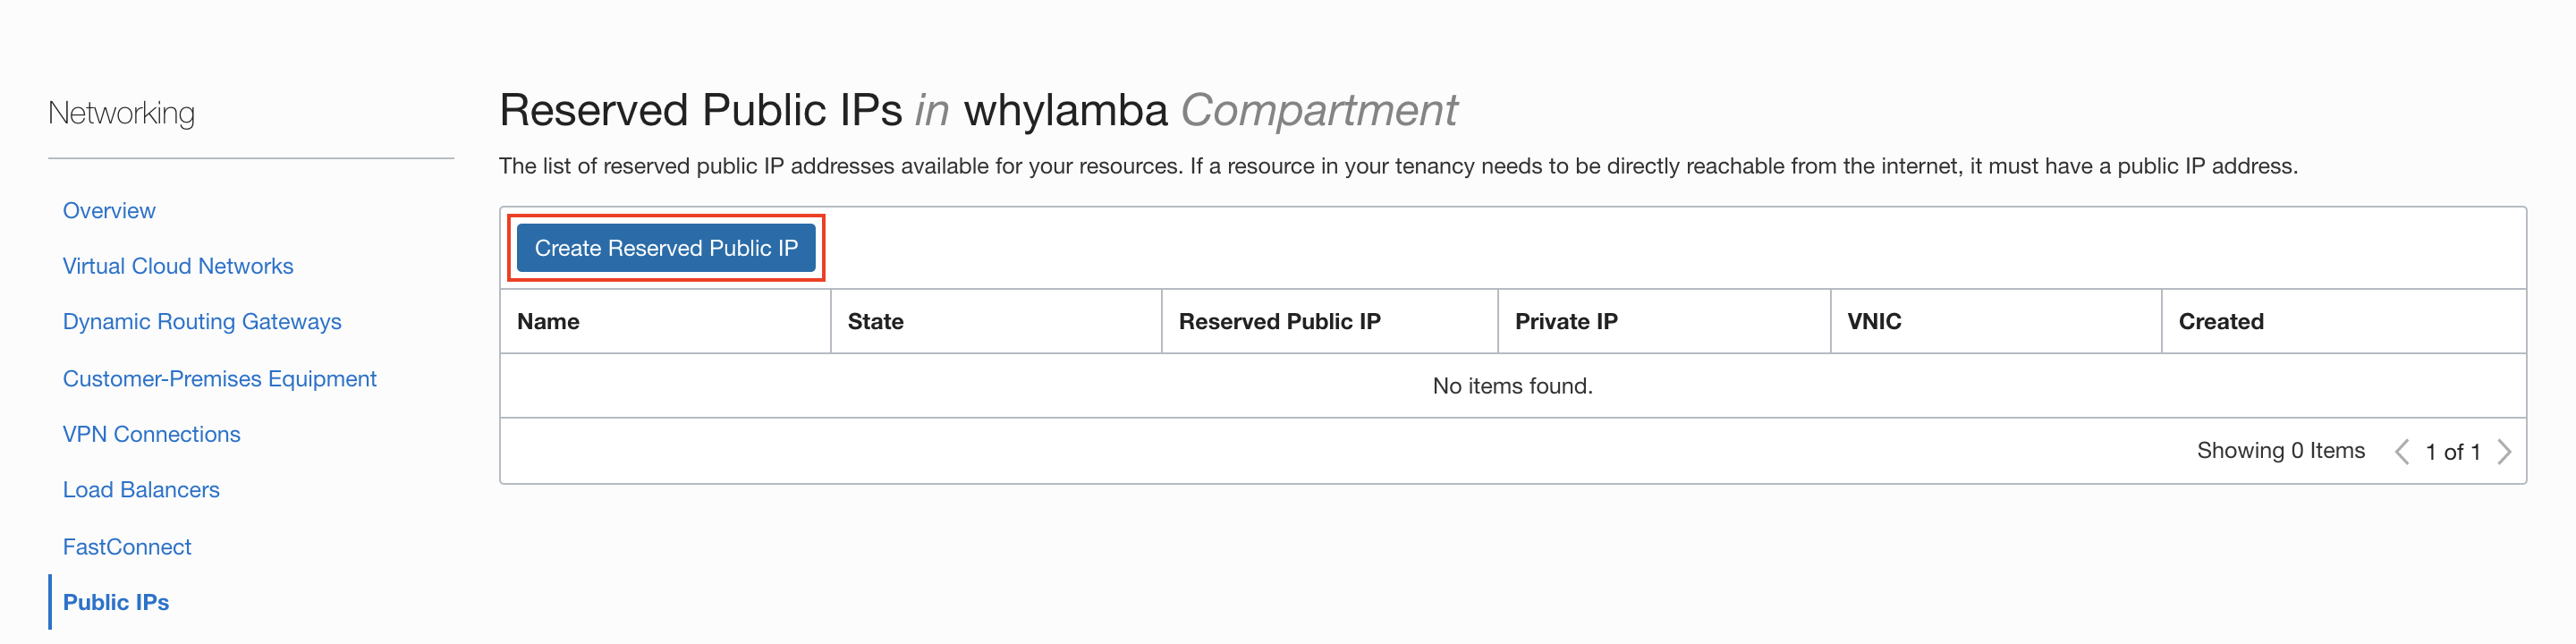 Networking
Overview
Virtual Cloud Networks
Dynamic Routing Gateways
Customer-Premises Equipment
VPN Connections
Load Balancers
FastConnect
Public IPs
Reserved Public IPs in whylamba Compartment
The list of reserved public IP addresses available for your resources. If a resource in your tenancy needs to be directly reachable from the internet, it must have a public IP address.
Create Reserved Public IP
Name State Reserved Public IP Private IP VNIC Created
No items found.
Showing 0 Items 1 of 1